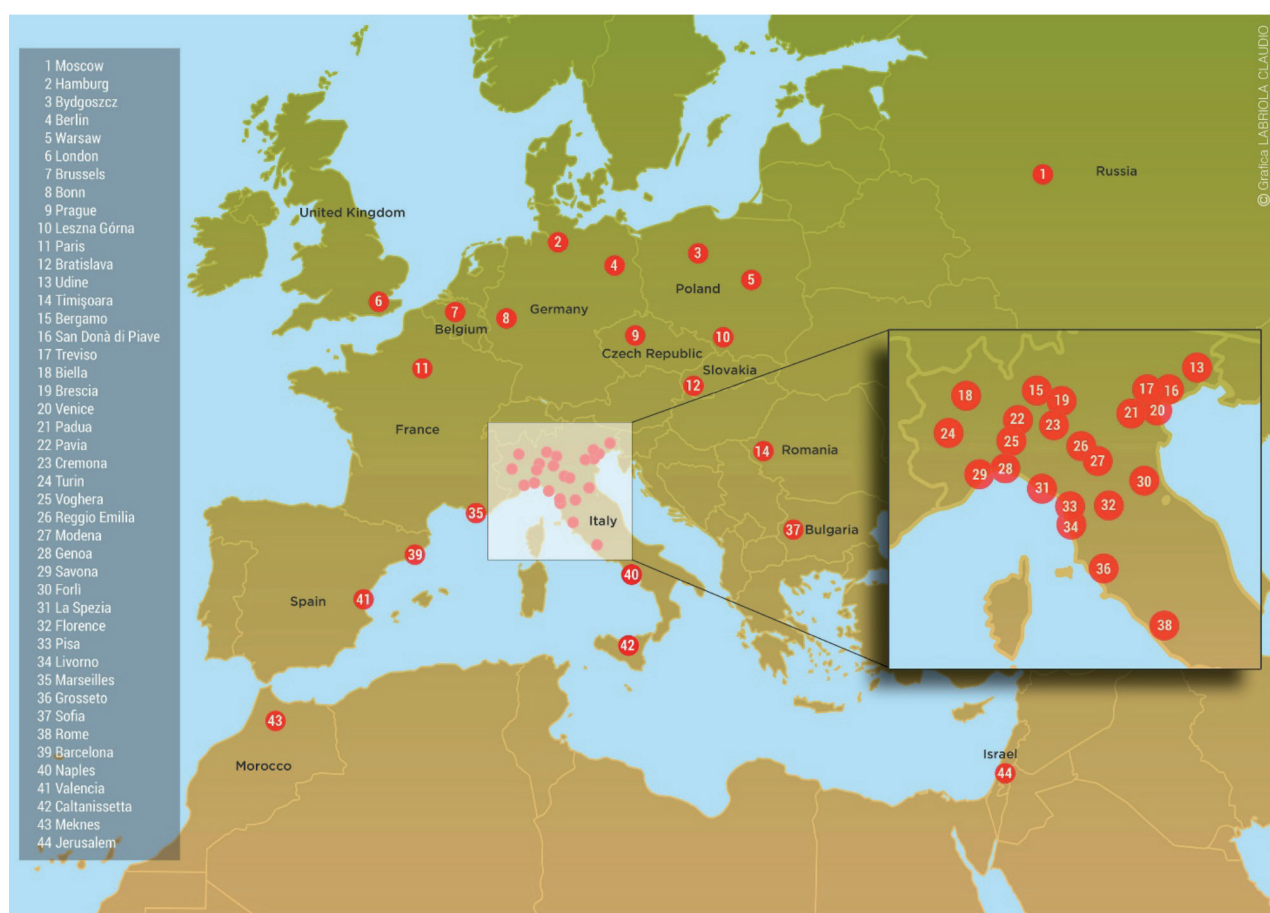 1 Moscow
2 Hamburg
3 Bydgoszcz
4 Berlin
5 Warsaw
6 London
7 Brussels
8 Bonn
9 Prague
10 Leszna Górna
11 Paris
12 Bratislava
13 Udine
14 Timişoara
15 Bergamo
16 San Donà di Piave
17 Treviso
18 Biella
19 Brescia
20 Venice
21 Padua
22 Pavia
23 Cremona
24 Turin
25 Voghera
26 Reggio Emilia
27 Modena
28 Genoa
29 Savona
30 Forlì
31 La Spezia
32 Florence
33 Pisa
34 Livorno
35 Marseilles
36 Grosseto
37 Sofia
38 Rome
39 Barcelona
40 Naples
41 Valencia
42 Caltanissetta
43 Meknes
44 Jerusalem
© Grafica LABRIOLA CLAUDIO
1
Russia
United Kingdom
2
3
4
5
Poland
6
7
8
Germany
Belgium
9
10
Czech Republic
11
Slovakia
12
France
14
Romania
35
Italy
37
Bulgaria
39
40
Spain
41
42
43
Morocco
Israel
44
13
18
15
19
17
16
21
20
22
23
24
25
26
27
28
29
30
31
33
32
34
36
38